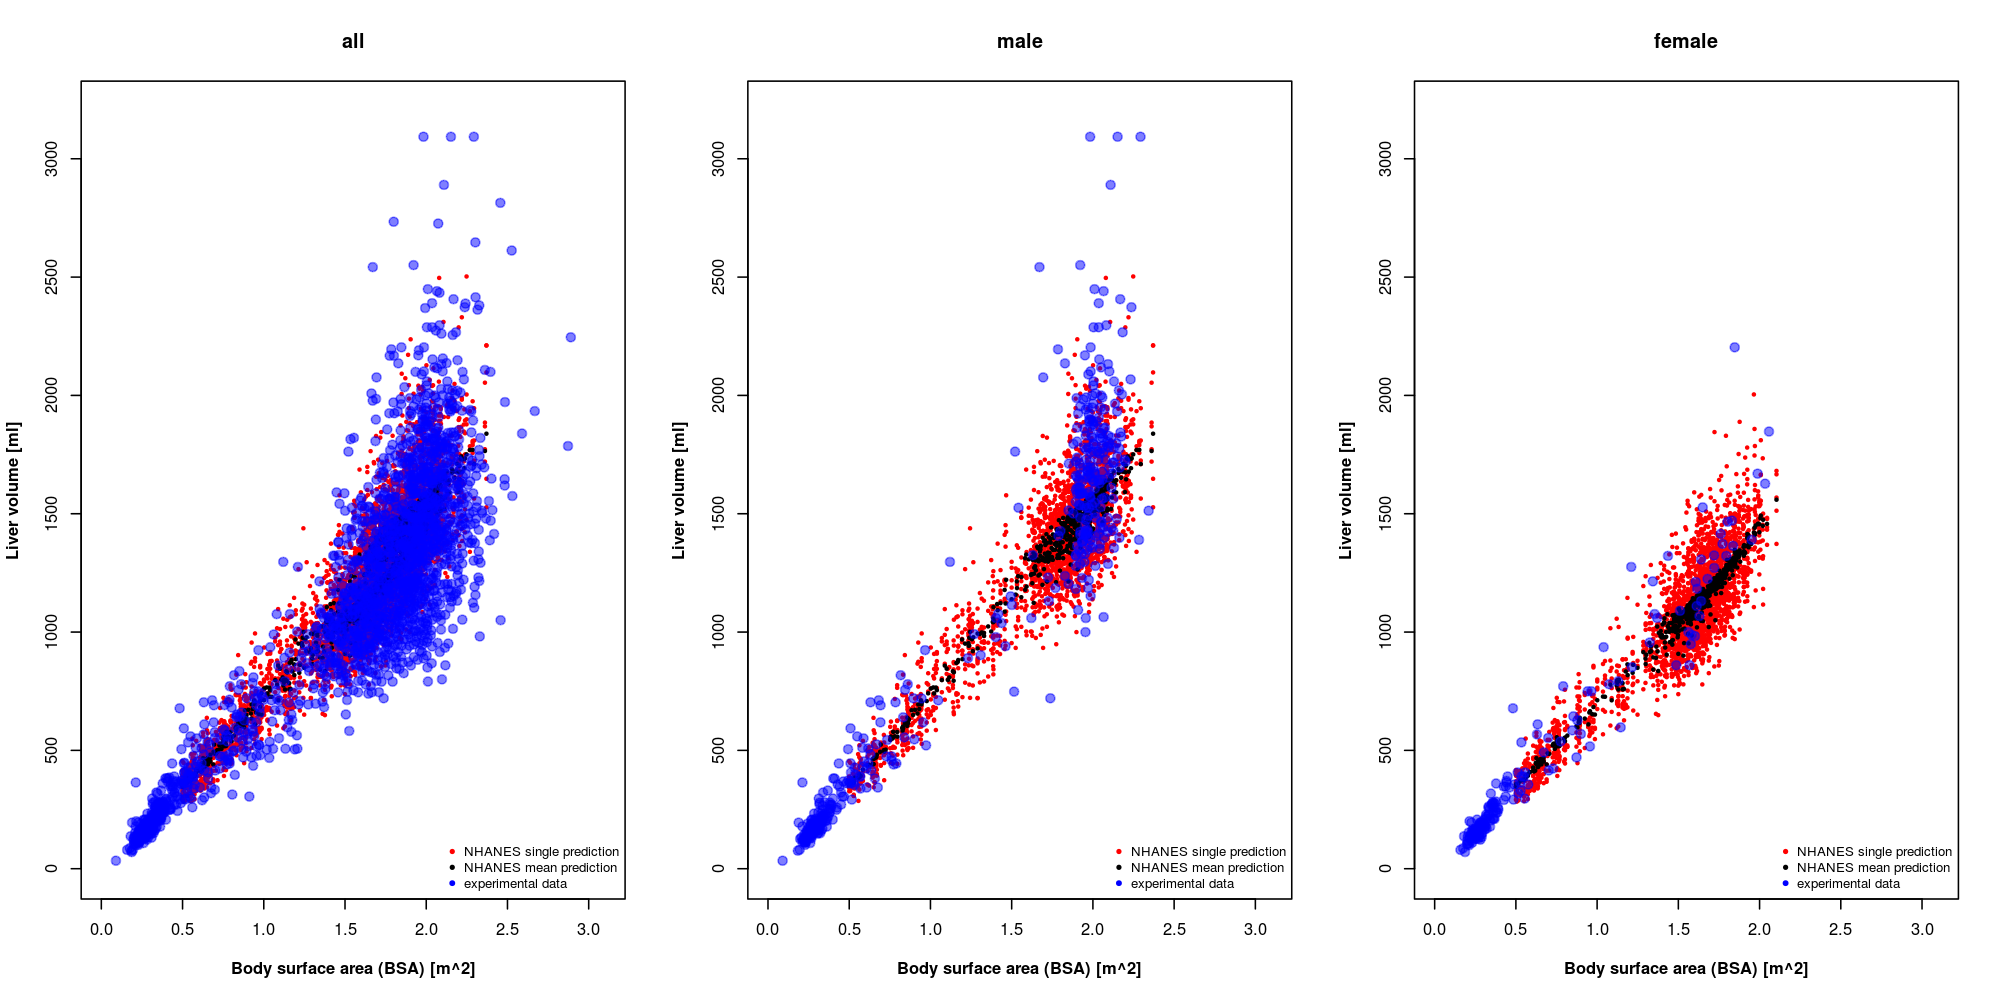 all
male
female
Liver volume [ml]
3000
2500
2000
1500
1000
500
0
NHANES single prediction
NHANES mean prediction
experimental data
0.0 0.5 1.0 1.5 2.0 2.5 3.0
Body surface area (BSA) [m^2]
Liver volume [ml]
3000
2500
2000
1500
1000
500
0
NHANES single prediction
NHANES mean prediction
experimental data
0.0 0.5 1.0 1.5 2.0 2.5 3.0
Body surface area (BSA) [m^2]
Liver volume [ml]
3000
2500
2000
1500
1000
500
0
NHANES single prediction
NHANES mean prediction
experimental data
0.0 0.5 1.0 1.5 2.0 2.5 3.0
Body surface area (BSA) [m^2]